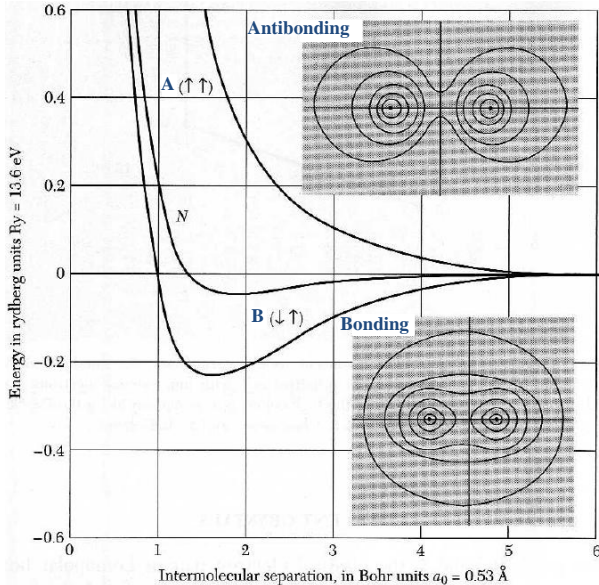 0.6
Antibonding
A (↑↑)
0.4
0.2
N
0
B (↓↑)
Bonding
−0.2
−0.4
−0.6
0 1 2 3 4 5 6
Energy in rydberg units Ry = 13.6 eV
Intermolecular separation, in Bohr units a₀ = 0.53 Å